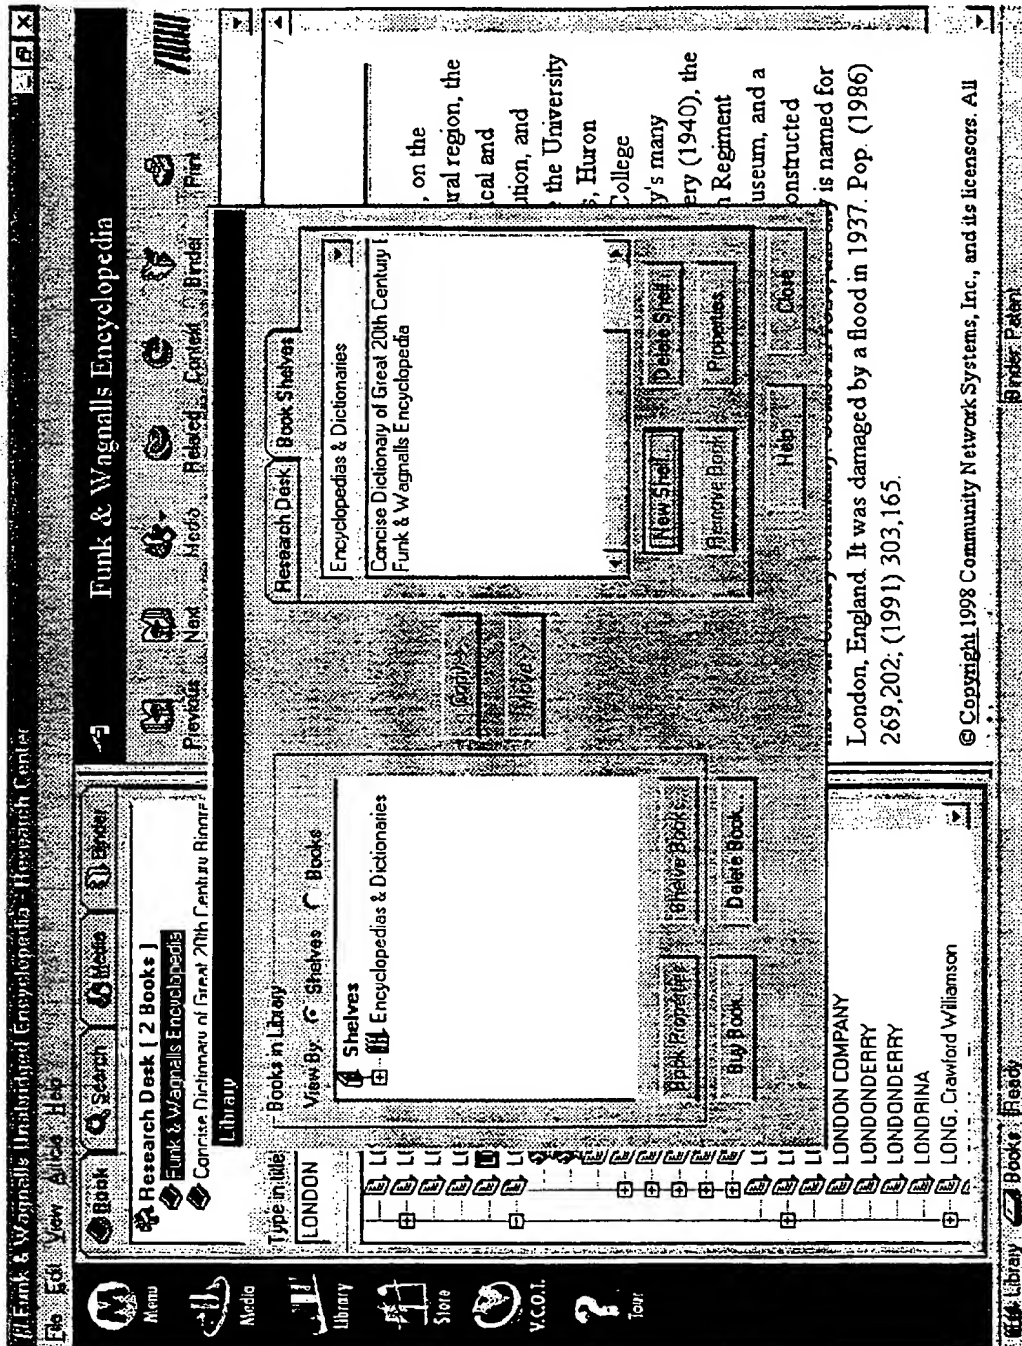 Funk & Wagnalls Unabridged Encyclopedia - Research Center
File Edit View Article Help
Menu
Media
Library
Store
V.C.O.T.
Tour
Book
Search
Media
Binder
Research Desk [ 2 Books ]
Funk & Wagnalls Encyclopedia
Concise Dictionary of Great 20th Century Biogra
Type in title
LONDON
LONDON COMPANY
LONDONDERRY
LONDONDERRY
LONDRINA
LONG, Crawford Williamson
Funk & Wagnalls Encyclopedia
Previous
Next
Media
Related
Context
Binder
Print
, on the
ural region, the
ical and
ution, and
the University
s, Huron
College
y's many
ery (1940), the
n Regiment
useum, and a
onstructed
y is named for
London, England. It was damaged by a flood in 1937. Pop. (1986)
269,202; (1991) 303,165.
© Copyright 1998 Community Network Systems, Inc., and its licensors. All
Library
Books in Library
View By
Shelves
Books
Shelves
Encyclopedias & Dictionaries
Book Properties
Shelve Books...
Buy Book...
Delete Book...
Copy >>
Move >>
Research Desk
Book Shelves
Encyclopedias & Dictionaries
Concise Dictionary of Great 20th Century
Funk & Wagnalls Encyclopedia
New Shelf...
Delete Shelf...
Remove Book
Properties...
Help
Close
Library
Books
Ready
Binder: Patent